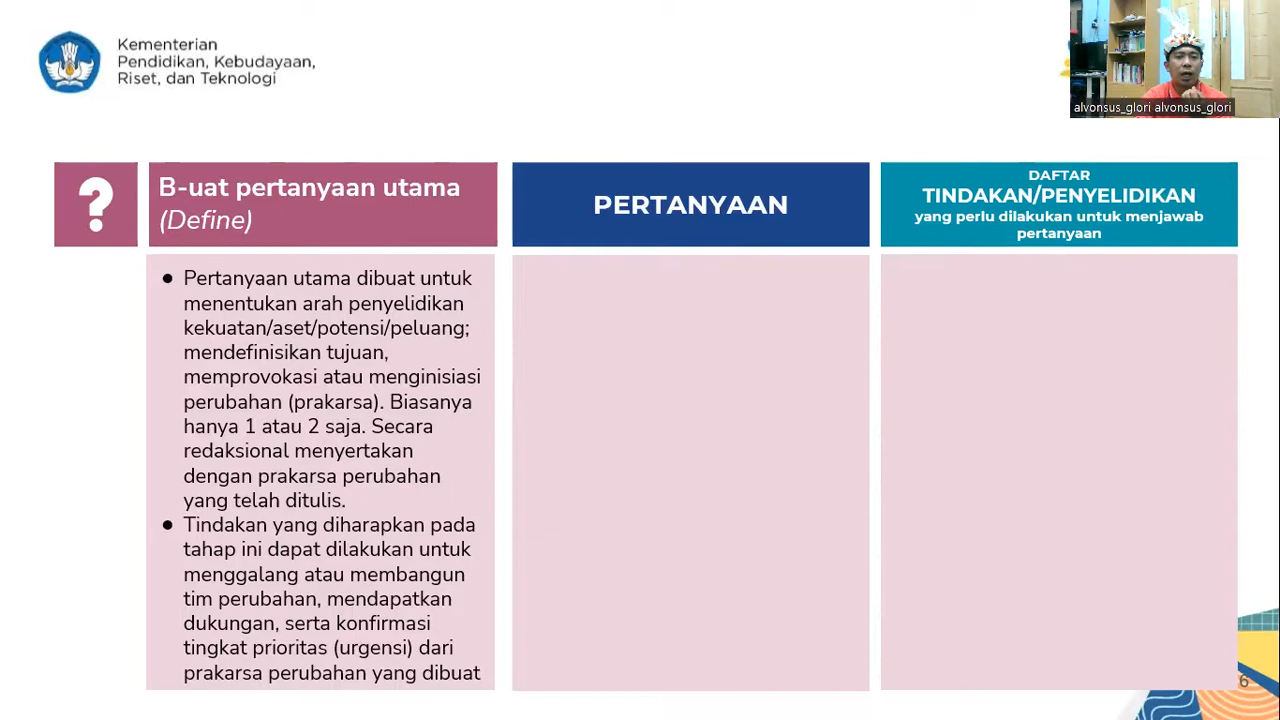 Kementerian
Pendidikan, Kebudayaan,
Riset, dan Teknologi
alvonsus_glori alvonsus_glori
?
B-uat pertanyaan utama
(Define)
PERTANYAAN
DAFTAR
TINDAKAN/PENYELIDIKAN
yang perlu dilakukan untuk menjawab
pertanyaan
● Pertanyaan utama dibuat untuk
menentukan arah penyelidikan
kekuatan/aset/potensi/peluang;
mendefinisikan tujuan,
memprovokasi atau menginisiasi
perubahan (prakarsa). Biasanya
hanya 1 atau 2 saja. Secara
redaksional menyertakan
dengan prakarsa perubahan
yang telah ditulis.
● Tindakan yang diharapkan pada
tahap ini dapat dilakukan untuk
menggalang atau membangun
tim perubahan, mendapatkan
dukungan, serta konfirmasi
tingkat prioritas (urgensi) dari
prakarsa perubahan yang dibuat
6